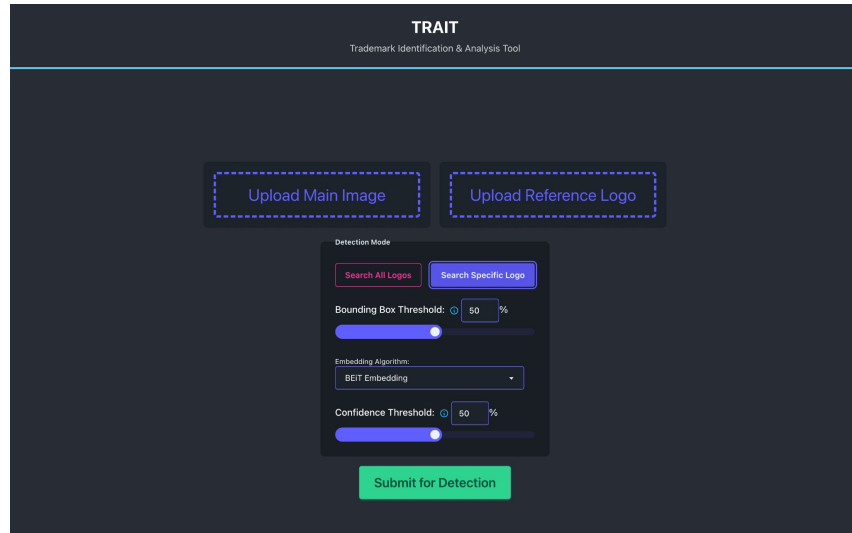 TRAIT
Trademark Identification & Analysis Tool
Upload Main Image
Upload Reference Logo
Detection Mode
Search All Logos
Search Specific Logo
Bounding Box Threshold: 50 %
Embedding Algorithm:
BEiT Embedding
Confidence Threshold: 50 %
Submit for Detection